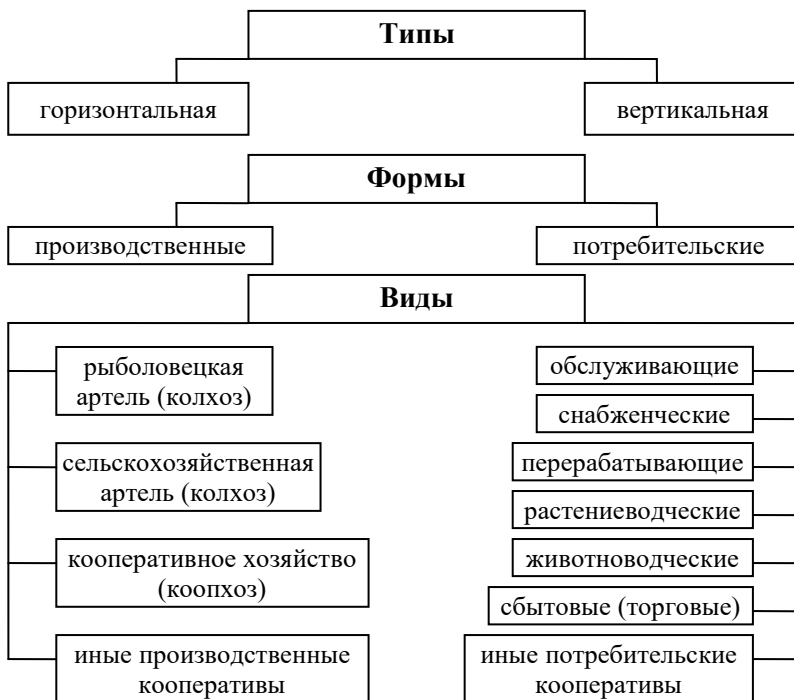 Типы
горизонтальная
вертикальная
Формы
производственные
потребительские
Виды
рыболовецкая
артель (колхоз)
сельскохозяйственная
артель (колхоз)
кооперативное хозяйство
(коопхоз)
иные производственные
кооперативы
обслуживающие
снабженческие
перерабатывающие
растениеводческие
животноводческие
сбытовые (торговые)
иные потребительские
кооперативы